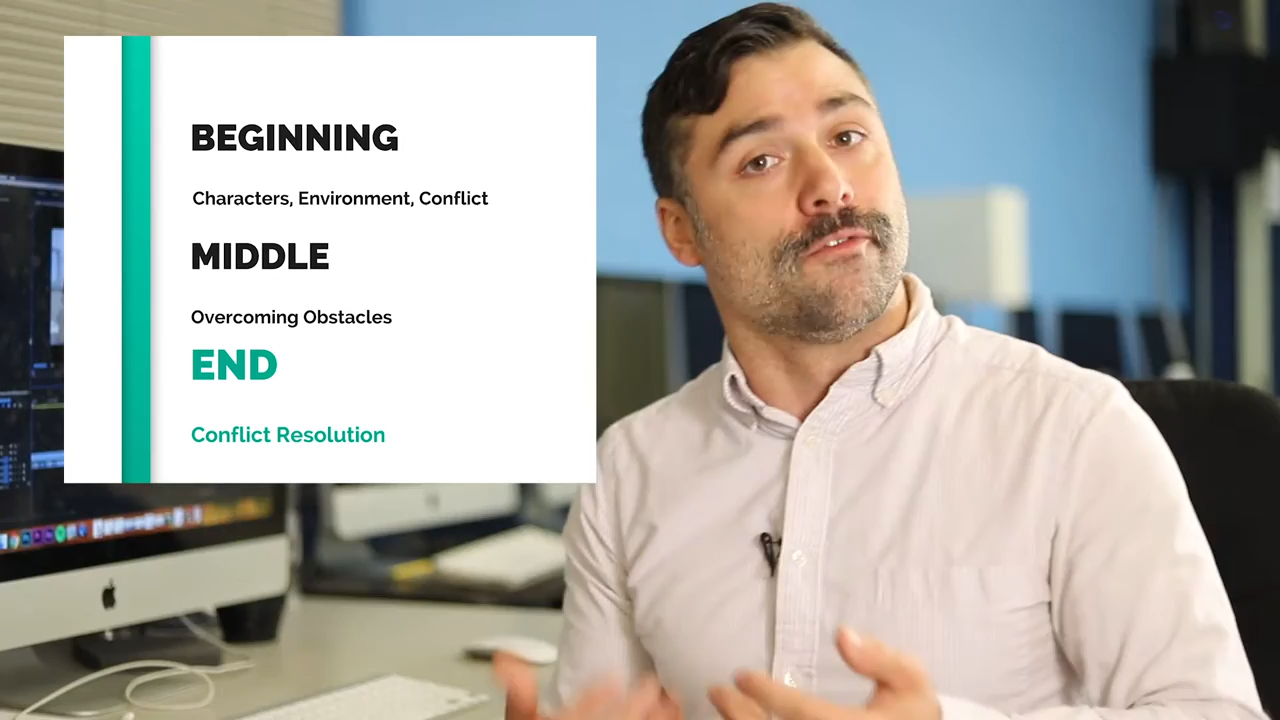 BEGINNING
Characters, Environment, Conflict
MIDDLE
Overcoming Obstacles
END
Conflict Resolution